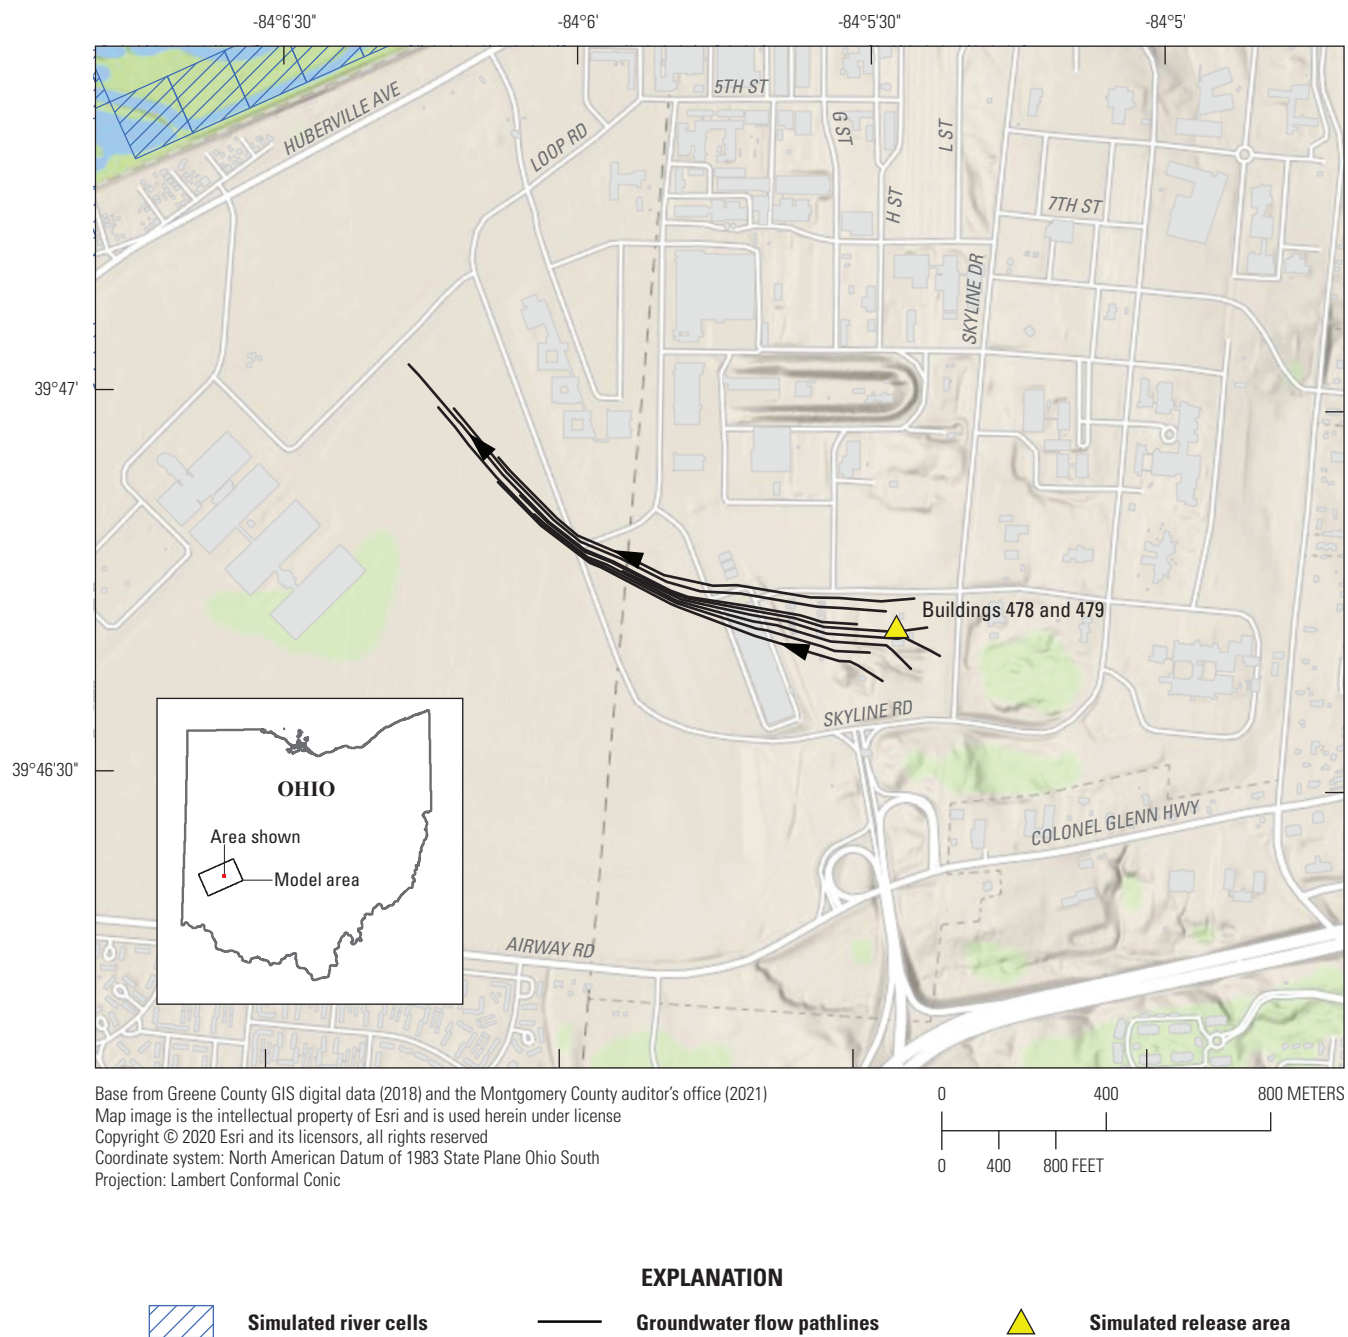 -84°6'30"
-84°6'
-84°5'30"
-84°5'
5TH ST
HUBERVILLE AVE
LOOP RD
G ST
L ST
H ST
7TH ST
SKYLINE DR
39°47'
Buildings 478 and 479
SKYLINE RD
39°46'30"
OHIO
Area shown
Model area
COLONEL GLENN HWY
AIRWAY RD
Base from Greene County GIS digital data (2018) and the Montgomery County auditor's office (2021)
Map image is the intellectual property of Esri and is used herein under license
Copyright © 2020 Esri and its licensors, all rights reserved
Coordinate system: North American Datum of 1983 State Plane Ohio South
Projection: Lambert Conformal Conic
0 400 800 METERS
0 400 800 FEET
EXPLANATION
Simulated river cells
Groundwater flow pathlines
Simulated release area